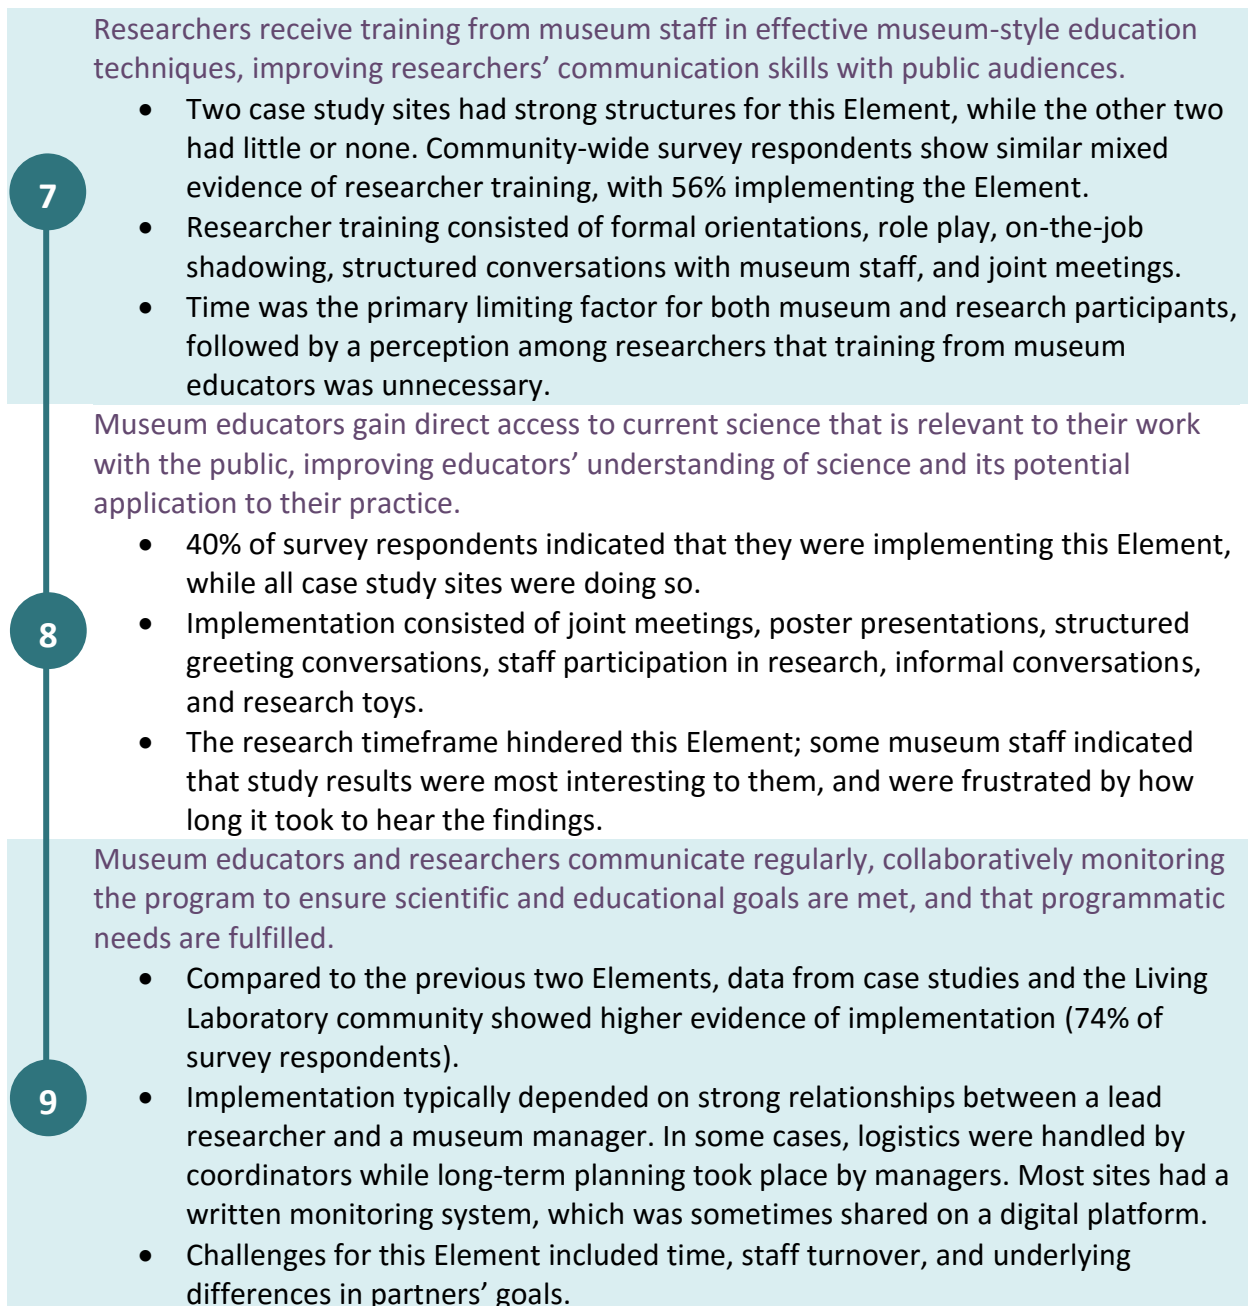 Researchers receive training from museum staff in effective museum-style education
techniques, improving researchers’ communication skills with public audiences.
• Two case study sites had strong structures for this Element, while the other two
had little or none. Community-wide survey respondents show similar mixed
evidence of researcher training, with 56% implementing the Element.
7
• Researcher training consisted of formal orientations, role play, on-the-job
shadowing, structured conversations with museum staff, and joint meetings.
• Time was the primary limiting factor for both museum and research participants,
followed by a perception among researchers that training from museum
educators was unnecessary.
Museum educators gain direct access to current science that is relevant to their work
with the public, improving educators’ understanding of science and its potential
application to their practice.
• 40% of survey respondents indicated that they were implementing this Element,
while all case study sites were doing so.
8
• Implementation consisted of joint meetings, poster presentations, structured
greeting conversations, staff participation in research, informal conversations,
and research toys.
• The research timeframe hindered this Element; some museum staff indicated
that study results were most interesting to them, and were frustrated by how
long it took to hear the findings.
Museum educators and researchers communicate regularly, collaboratively monitoring
the program to ensure scientific and educational goals are met, and that programmatic
needs are fulfilled.
• Compared to the previous two Elements, data from case studies and the Living
Laboratory community showed higher evidence of implementation (74% of
survey respondents).
9
• Implementation typically depended on strong relationships between a lead
researcher and a museum manager. In some cases, logistics were handled by
coordinators while long-term planning took place by managers. Most sites had a
written monitoring system, which was sometimes shared on a digital platform.
• Challenges for this Element included time, staff turnover, and underlying
differences in partners’ goals.